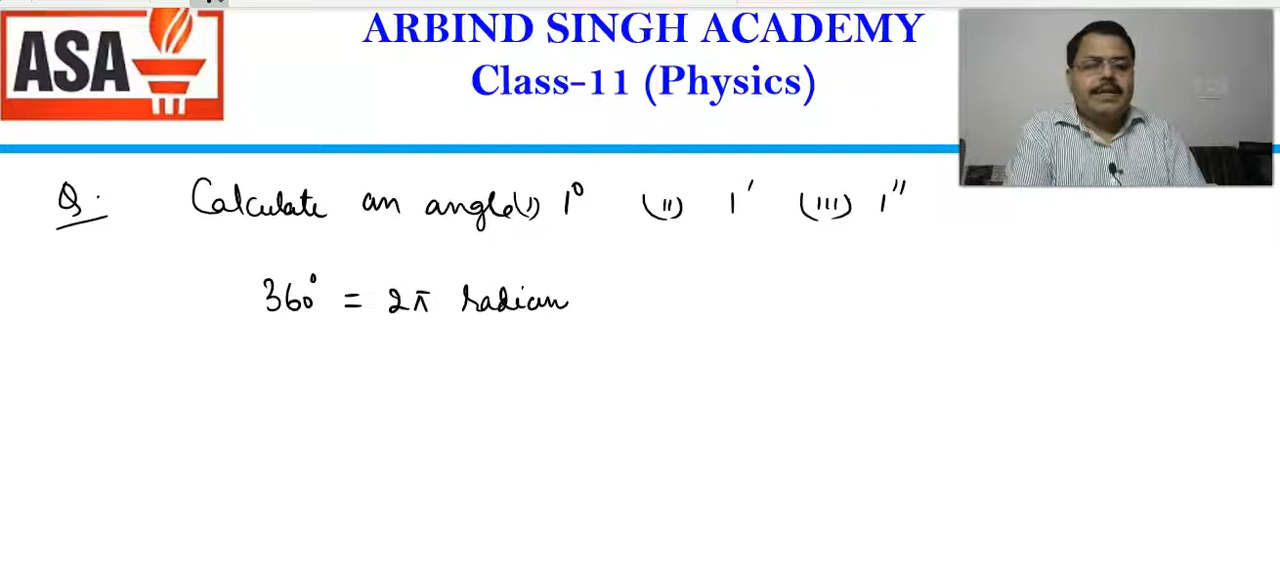 ASA
ARBIND SINGH ACADEMY
Class-11 (Physics)
Q. Calculate an angle (i) 1° (ii) 1' (iii) 1"
360° = 2π radian